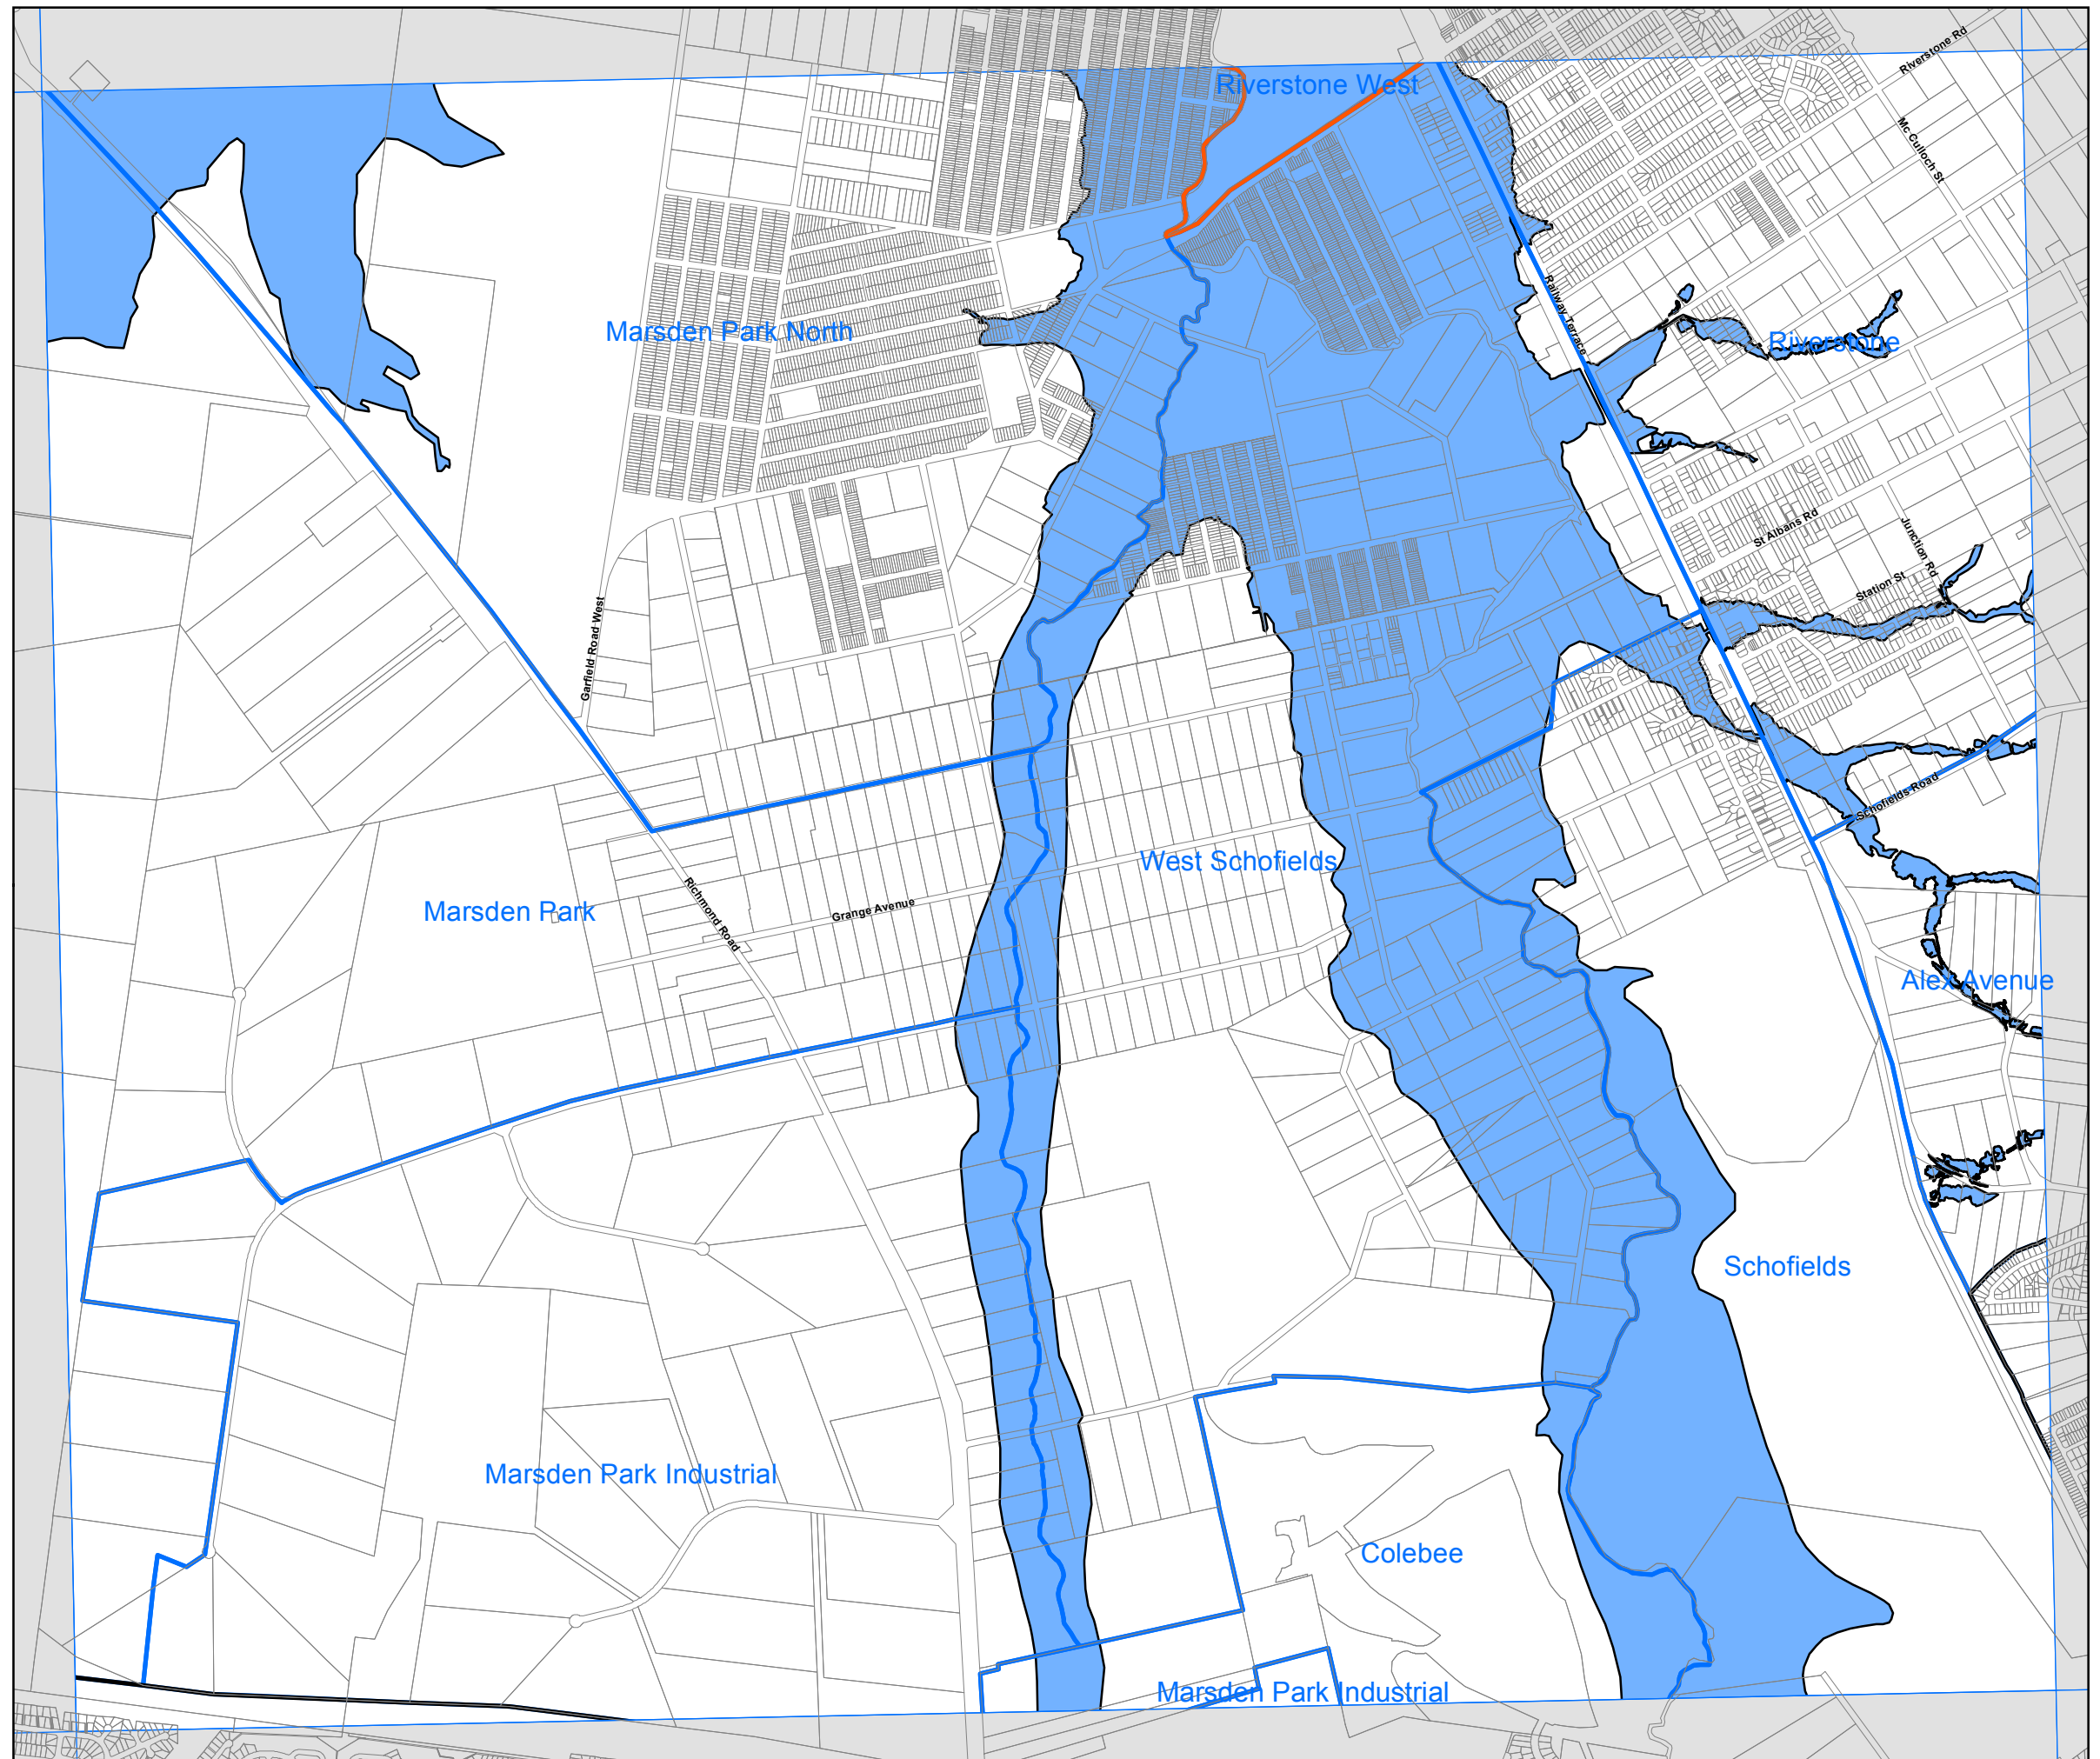 Riverstone Rd
Riverstone West
Mc Culloch St
Railway Terrace
Marsden Park North
Riverstone
St Albans Rd
Junction Rd
Station St
Garfield Road West
Schofields Road
West Schofields
Marsden Park
Richmond Road
Grange Avenue
Alex Avenue
Schofields
Marsden Park Industrial
Colebee
Marsden Park Industrial